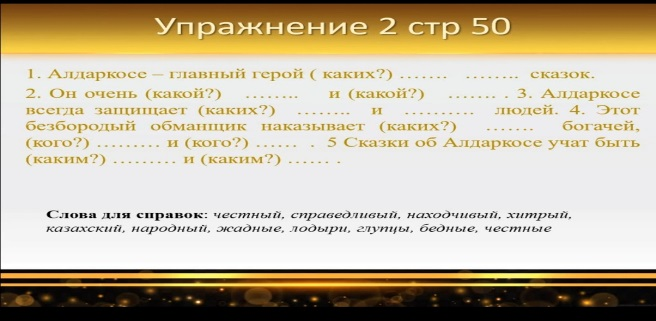 Упражнение 2 стр 50
1. Алдаркосе – главный герой ( каких?) ……. …….. сказок.
2. Он очень (какой?) …….. и (какой?) ……. . 3. Алдаркосе
всегда защищает (каких?) …….. и ………. людей. 4. Этот
безбородый обманщик наказывает (каких?) ……. богачей,
(кого?) ……… и (кого?) …… . 5 Сказки об Алдаркосе учат быть
(каким?) ……… и (каким?) …… .
Слова для справок: честный, справедливый, находчивый, хитрый,
казахский, народный, жадные, лодыри, глупцы, бедные, честные